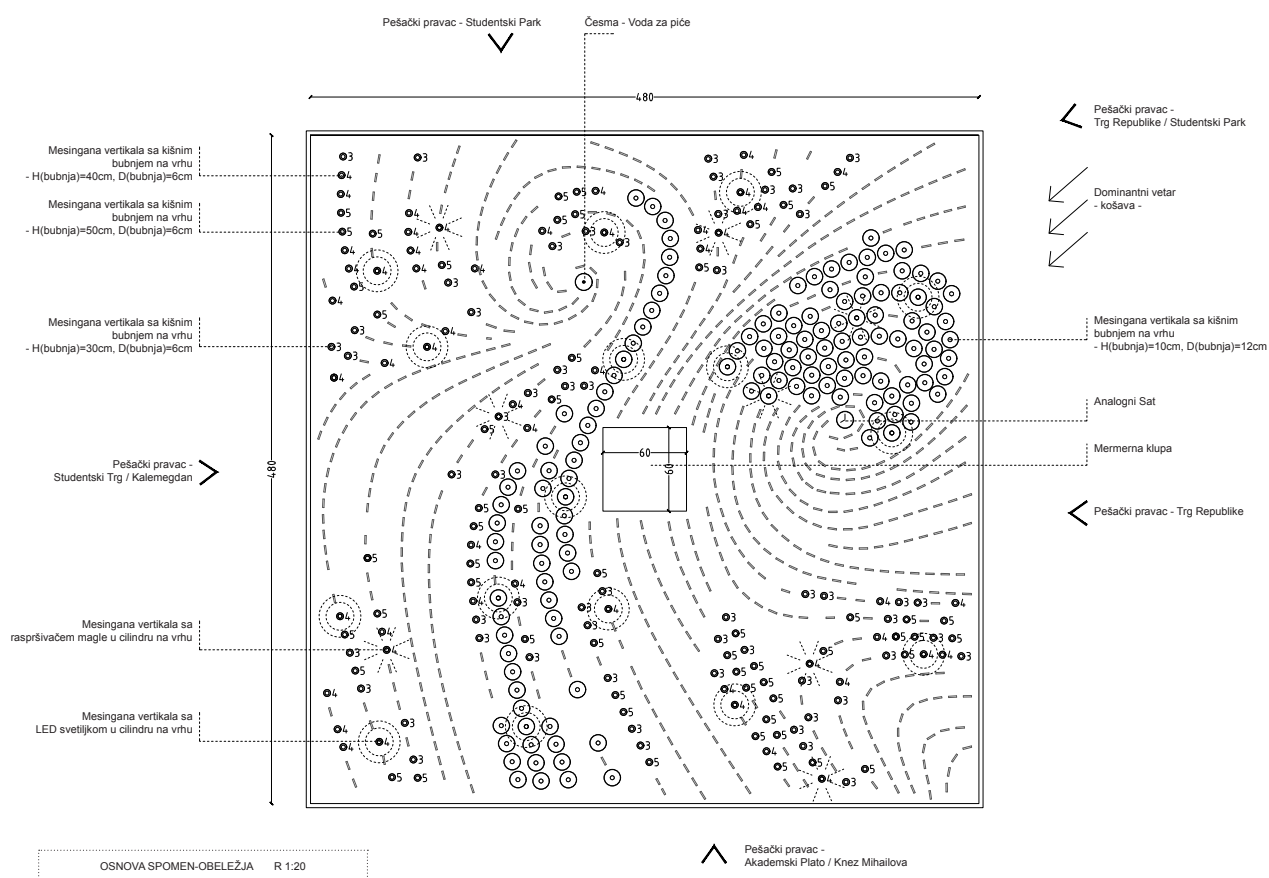 Pešački pravac - Studentski Park
Česma - Voda za piće
480
Pešački pravac -
Trg Republike / Studentski Park
Mesingana vertikala sa kišnim
bubnjem na vrhu
- H(bubnja)=40cm, D(bubnja)=6cm
Dominantni vetar
- košava -
Mesingana vertikala sa kišnim
bubnjem na vrhu
- H(bubnja)=50cm, D(bubnja)=6cm
Mesingana vertikala sa kišnim
bubnjem na vrhu
- H(bubnja)=30cm, D(bubnja)=6cm
Mesingana vertikala sa kišnim
bubnjem na vrhu
- H(bubnja)=10cm, D(bubnja)=12cm
Analogni Sat
Mermerna klupa
60
60
480
Pešački pravac -
Studentski Trg / Kalemegdan
Pešački pravac - Trg Republike
Mesingana vertikala sa
raspršivačem magle u cilindru na vrhu
Mesingana vertikala sa
LED svetiljkom u cilindru na vrhu
Pešački pravac -
Akademski Plato / Knez Mihailova
OSNOVA SPOMEN-OBELEŽJA R 1:20